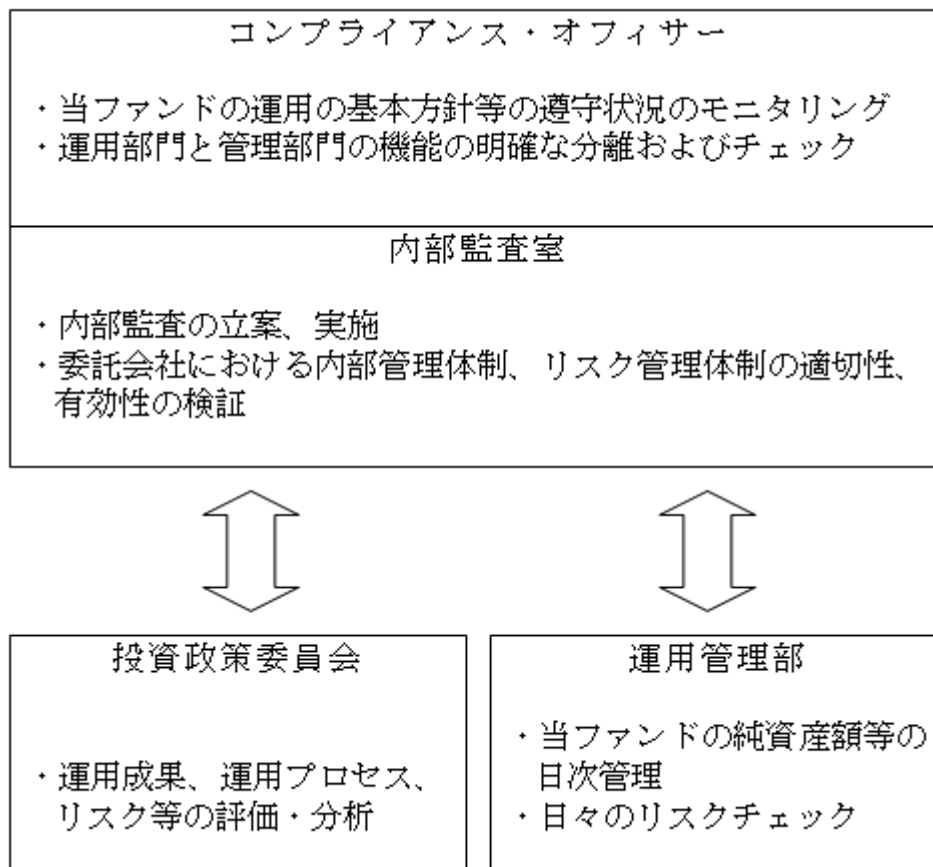 コンプライアンス・オフィサー
・当ファンドの運用の基本方針等の遵守状況のモニタリング
・運用部門と管理部門の機能の明確な分離およびチェック
内部監査室
・内部監査の立案、実施
・委託会社における内部管理体制、リスク管理体制の適切性、
有効性の検証
投資政策委員会
・運用成果、運用プロセス、
リスク等の評価・分析
運用管理部
・当ファンドの純資産額等の
日次管理
・日々のリスクチェック